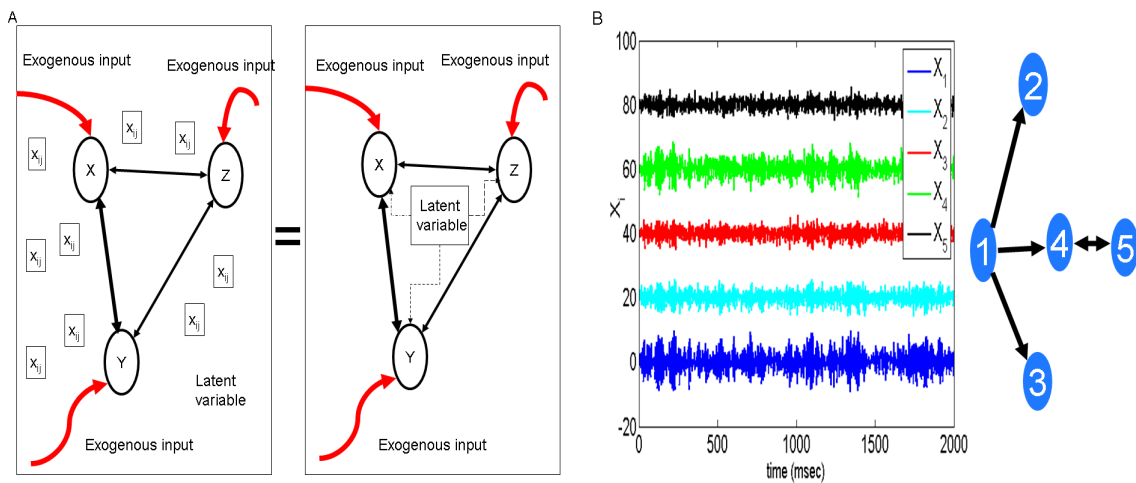 A
Exogenous input
Exogenous input
x_ij
x_ij
x_ij
X
Z
x_ij
x_ij
x_ij
x_ij
x_ij
x_ij
Y
Latent
variable
Exogenous input
=
Exogenous input
Exogenous input
X
Z
Latent
variable
Y
Exogenous input
B
100
80
60
40
20
0
-20
X_i
0
500
1000
1500
2000
time (msec)
X_1
X_2
X_3
X_4
X_5
2
1
4
5
3